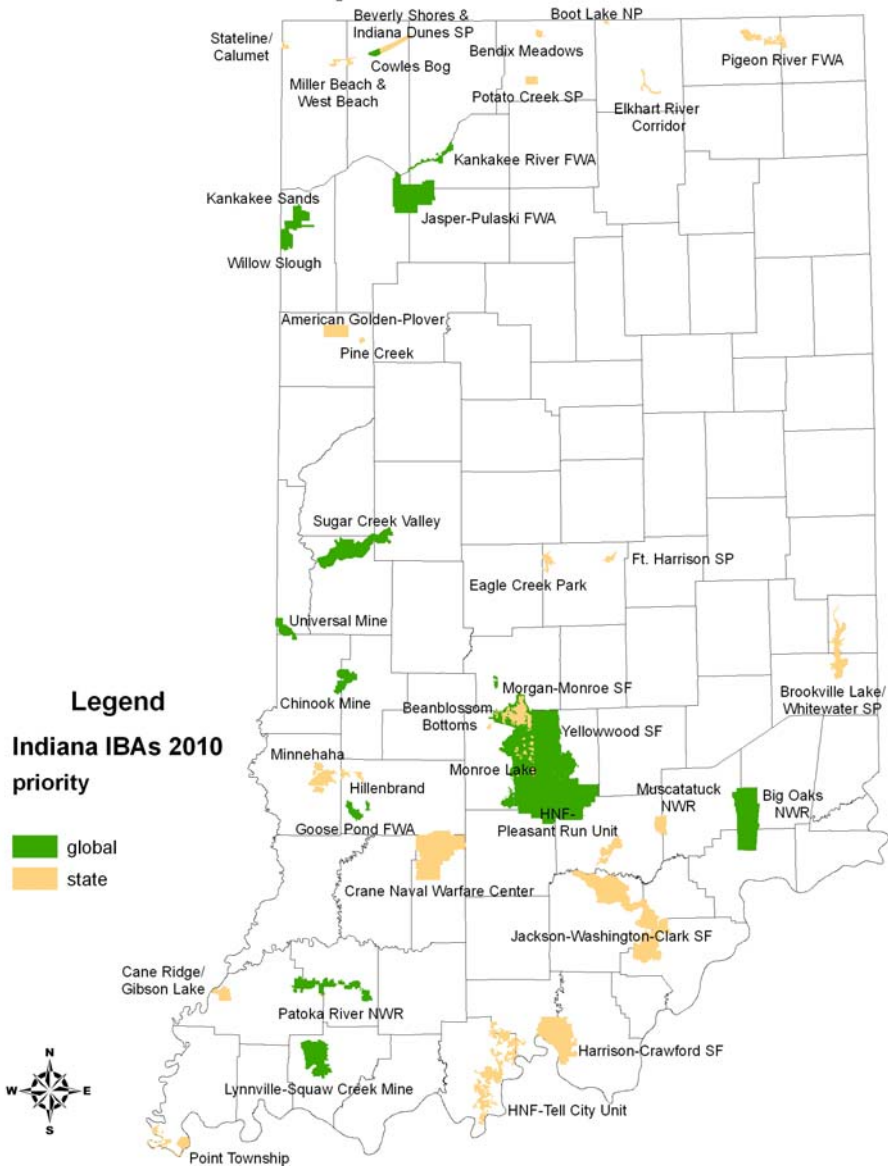 Beverly Shores &
Indiana Dunes SP
Boot Lake NP
Stateline/
Calumet
Bendix Meadows
Pigeon River FWA
Cowles Bog
Miller Beach &
West Beach
Potato Creek SP
Elkhart River
Corridor
Kankakee River FWA
Kankakee Sands
Jasper-Pulaski FWA
Willow Slough
American Golden-Plover
Pine Creek
Sugar Creek Valley
Ft. Harrison SP
Eagle Creek Park
Universal Mine
Morgan-Monroe SF
Chinook Mine
Beanblossom
Bottoms
Brookville Lake/
Whitewater SP
Yellowwood SF
Legend
Indiana IBAs 2010
priority
global
state
Minnehaha
Monroe Lake
Hillenbrand
Muscatatuck
NWR
Big Oaks
NWR
Goose Pond FWA
HNF-
Pleasant Run Unit
Crane Naval Warfare Center
Jackson-Washington-Clark SF
Cane Ridge/
Gibson Lake
Patoka River NWR
Harrison-Crawford SF
Lynnville-Squaw Creek Mine
HNF-Tell City Unit
Point Township
N
W
E
S